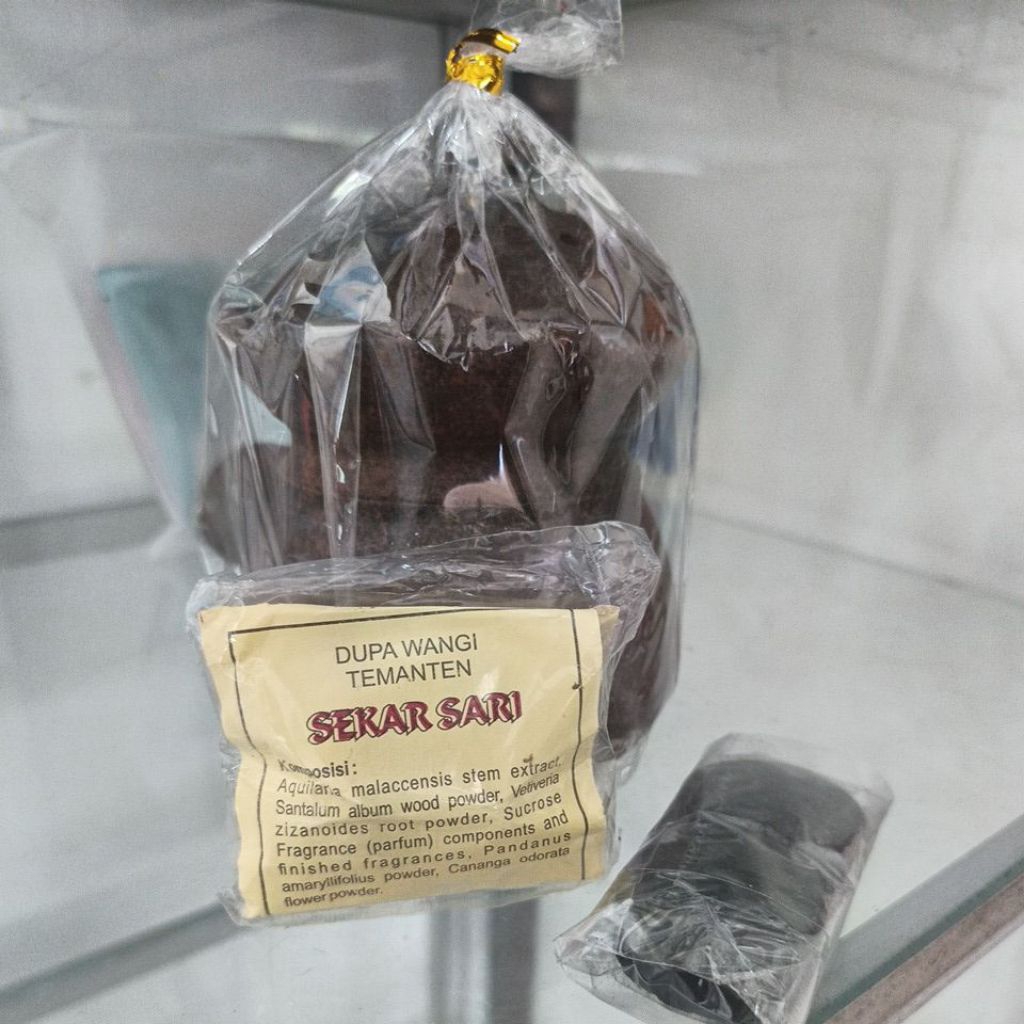 DUPA WANGI
TEMANTEN
SEKAR SARI
Komposisi :
Aquilaria malaccensis stem extract,
Santalum album wood powder, Vetiveria
zizanoides root powder, Sucrose
Fragrance (parfum) components and
finished fragrances, Pandanus
amaryllifolius powder, Cananga odorata
flower powder.